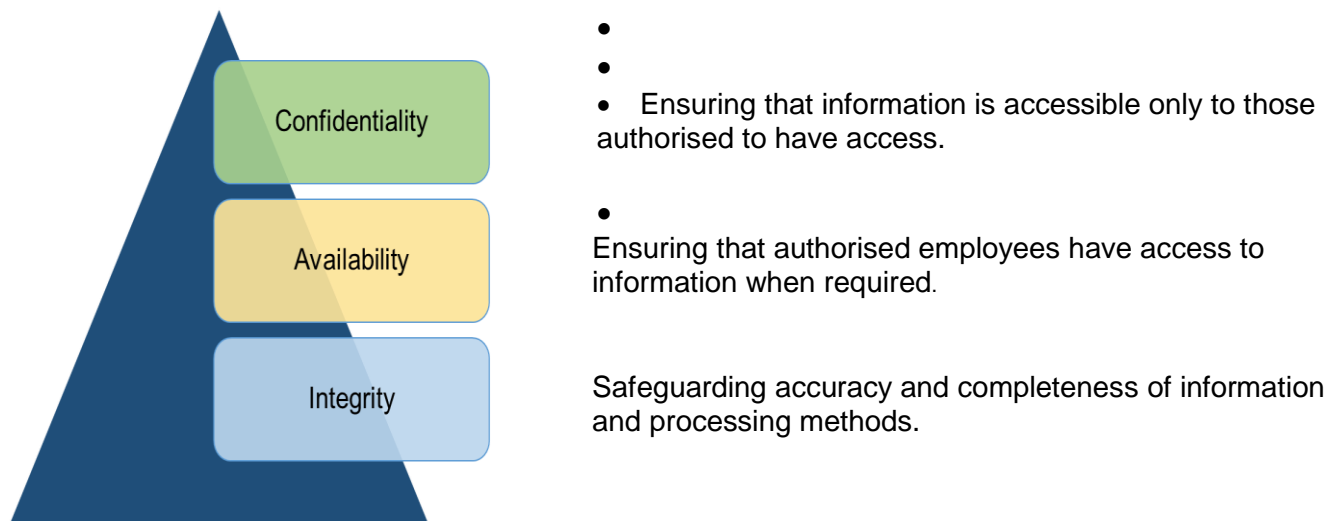 Confidentiality
•
•
• Ensuring that information is accessible only to those
authorised to have access.
Availability
•
Ensuring that authorised employees have access to
information when required.
Integrity
Safeguarding accuracy and completeness of information
and processing methods.